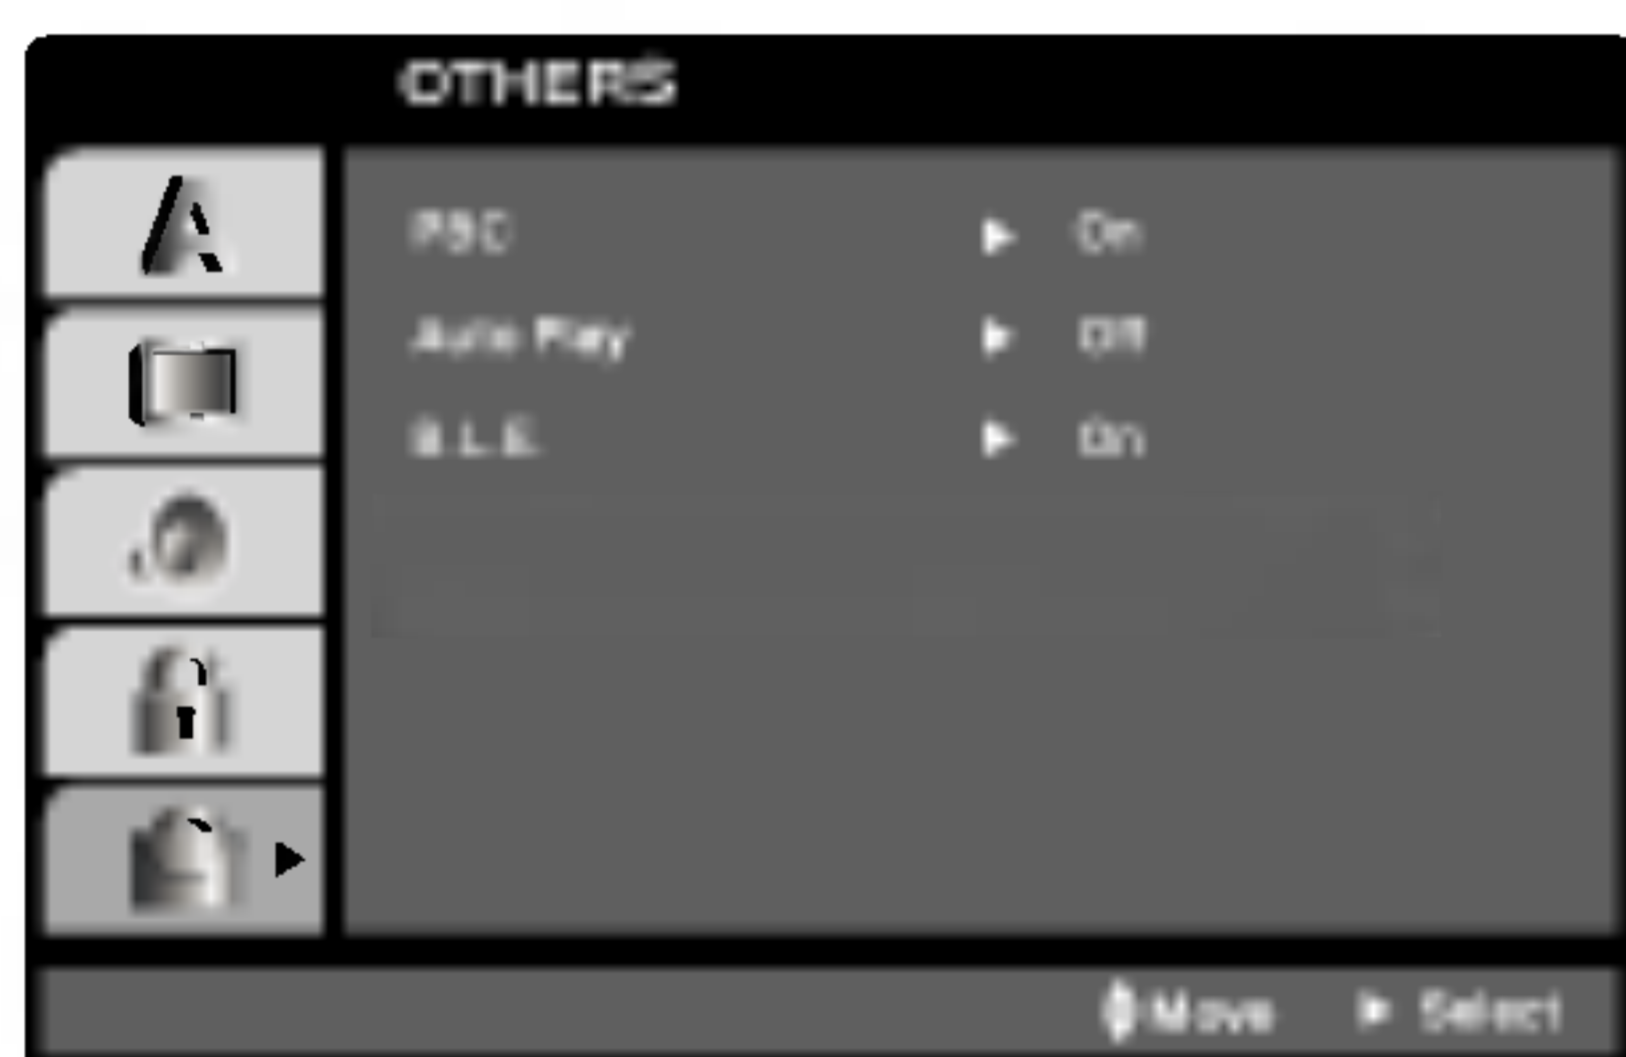 OTHERS
PBC On
Auto Play Off
B.L.E. On
Move Select